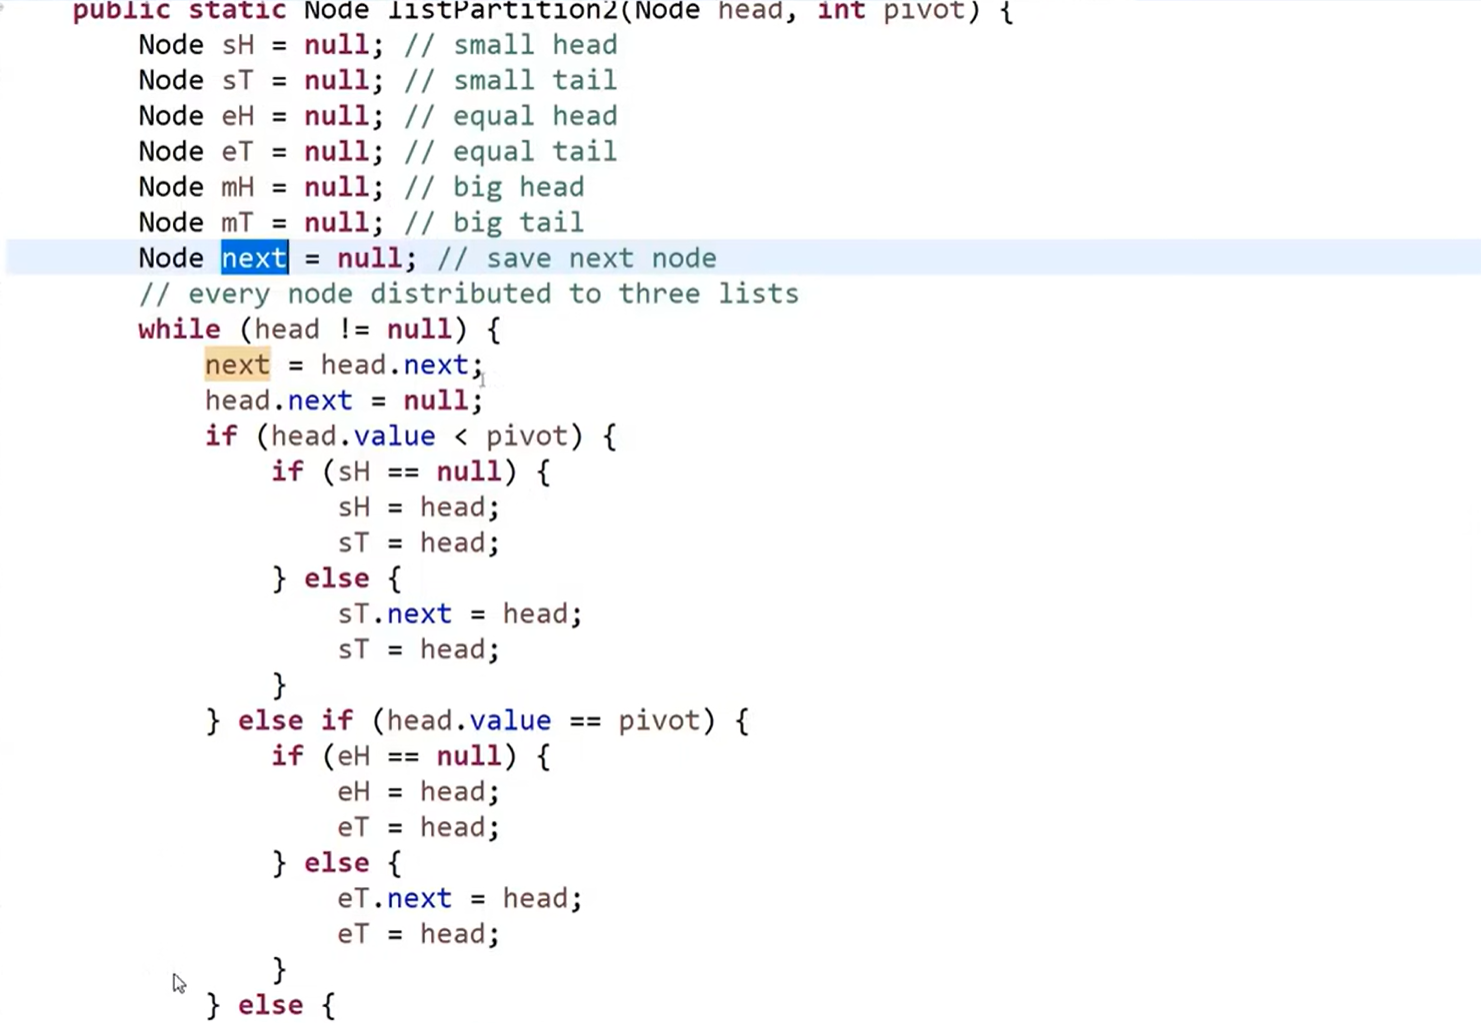 public static Node listPartition2(Node head, int pivot) {
Node sH = null; // small head
Node sT = null; // small tail
Node eH = null; // equal head
Node eT = null; // equal tail
Node mH = null; // big head
Node mT = null; // big tail
Node next = null; // save next node
// every node distributed to three lists
while (head != null) {
next = head.next;
head.next = null;
if (head.value < pivot) {
if (sH == null) {
sH = head;
sT = head;
} else {
sT.next = head;
sT = head;
}
} else if (head.value == pivot) {
if (eH == null) {
eH = head;
eT = head;
} else {
eT.next = head;
eT = head;
}
} else {